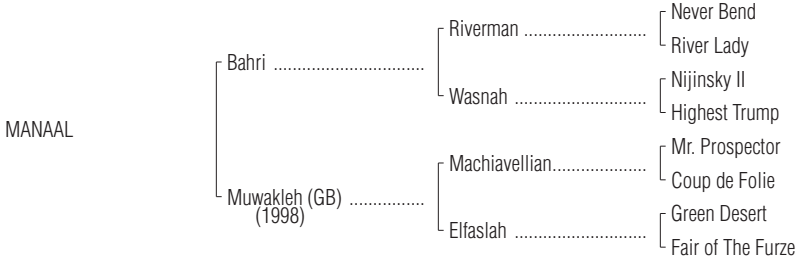 Never Bend
Riverman ..........................
River Lady
Bahri ................................
Nijinsky II
Wasnah ............................
Highest Trump
MANAAL
Mr. Prospector
Machiavellian....................
Coup de Folie
Muwakleh (GB) ................
(1998)
Green Desert
Elfaslah ............................
Fair of The Furze